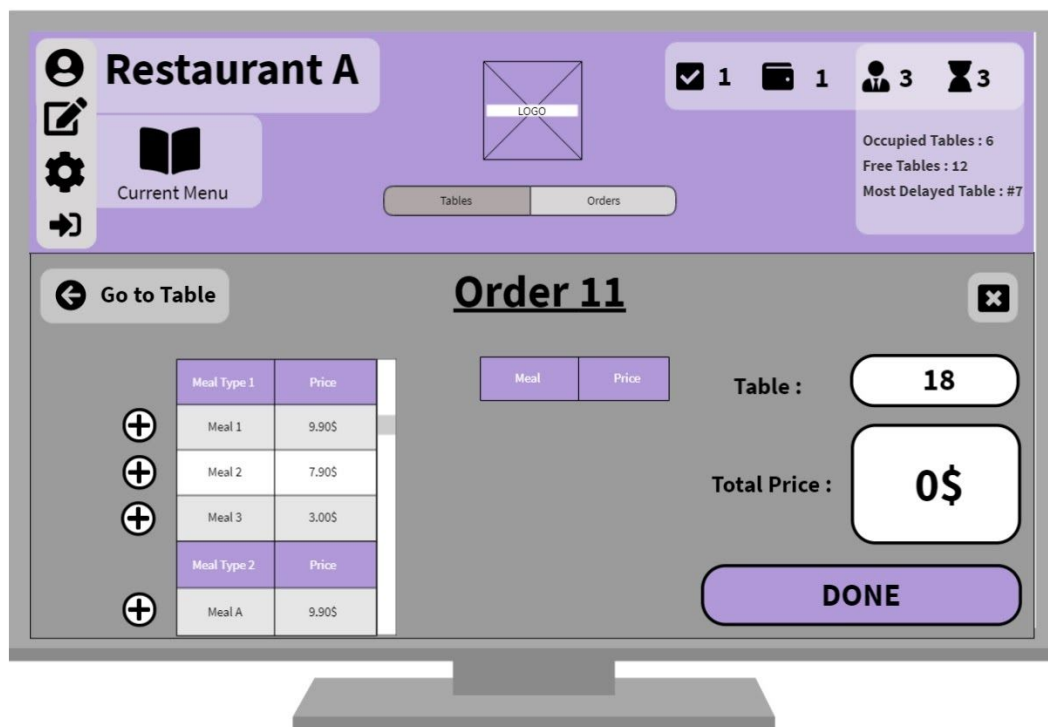 Restaurant A
Current Menu
LOGO
Tables Orders
1 1 3 3
Occupied Tables : 6
Free Tables : 12
Most Delayed Table : #7
Go to Table
Order 11
Meal Type 1 Price
Meal 1 9.90$
Meal 2 7.90$
Meal 3 3.00$
Meal Type 2 Price
Meal A 9.90$
Meal Price
Table : 18
Total Price : 0$
DONE